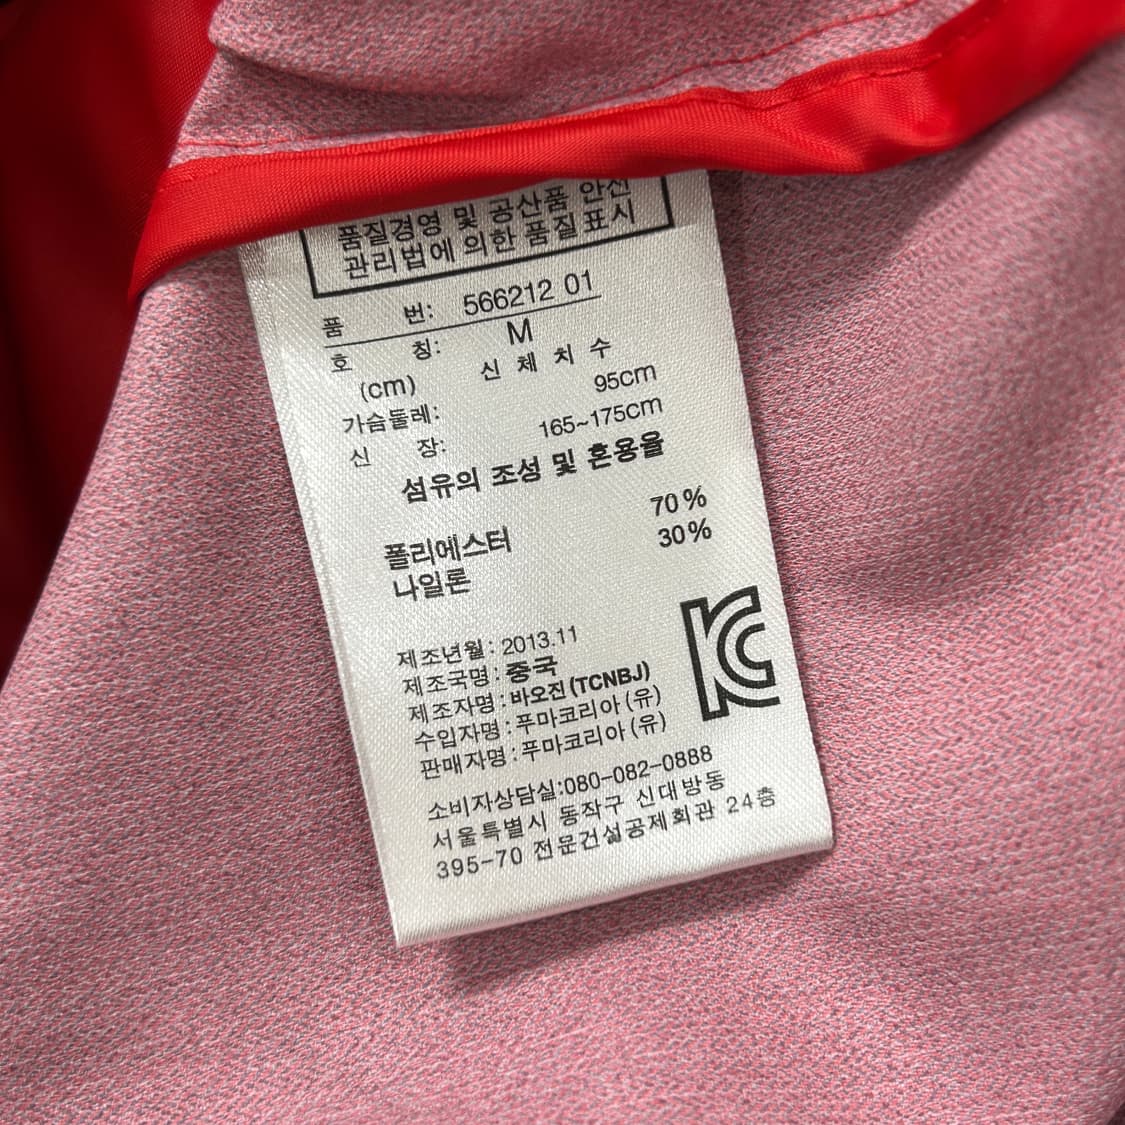 품질경영 및 공산품 안전
관리법에 의한 품질표시
품 번: 566212 01
호 칭: M
(cm) 신 체 치 수
가슴둘레: 95cm
신 장: 165~175cm
섬유의 조성 및 혼용율
폴리에스터 70%
나일론 30%
제조년월: 2013.11
제조국명: 중국
제조자명: 바오진(TCNBJ)
수입자명: 푸마코리아(유)
판매자명: 푸마코리아(유)
소비자상담실:080-082-0888
서울특별시 동작구 신대방동
395-70 전문건설공제회관 24층
KC